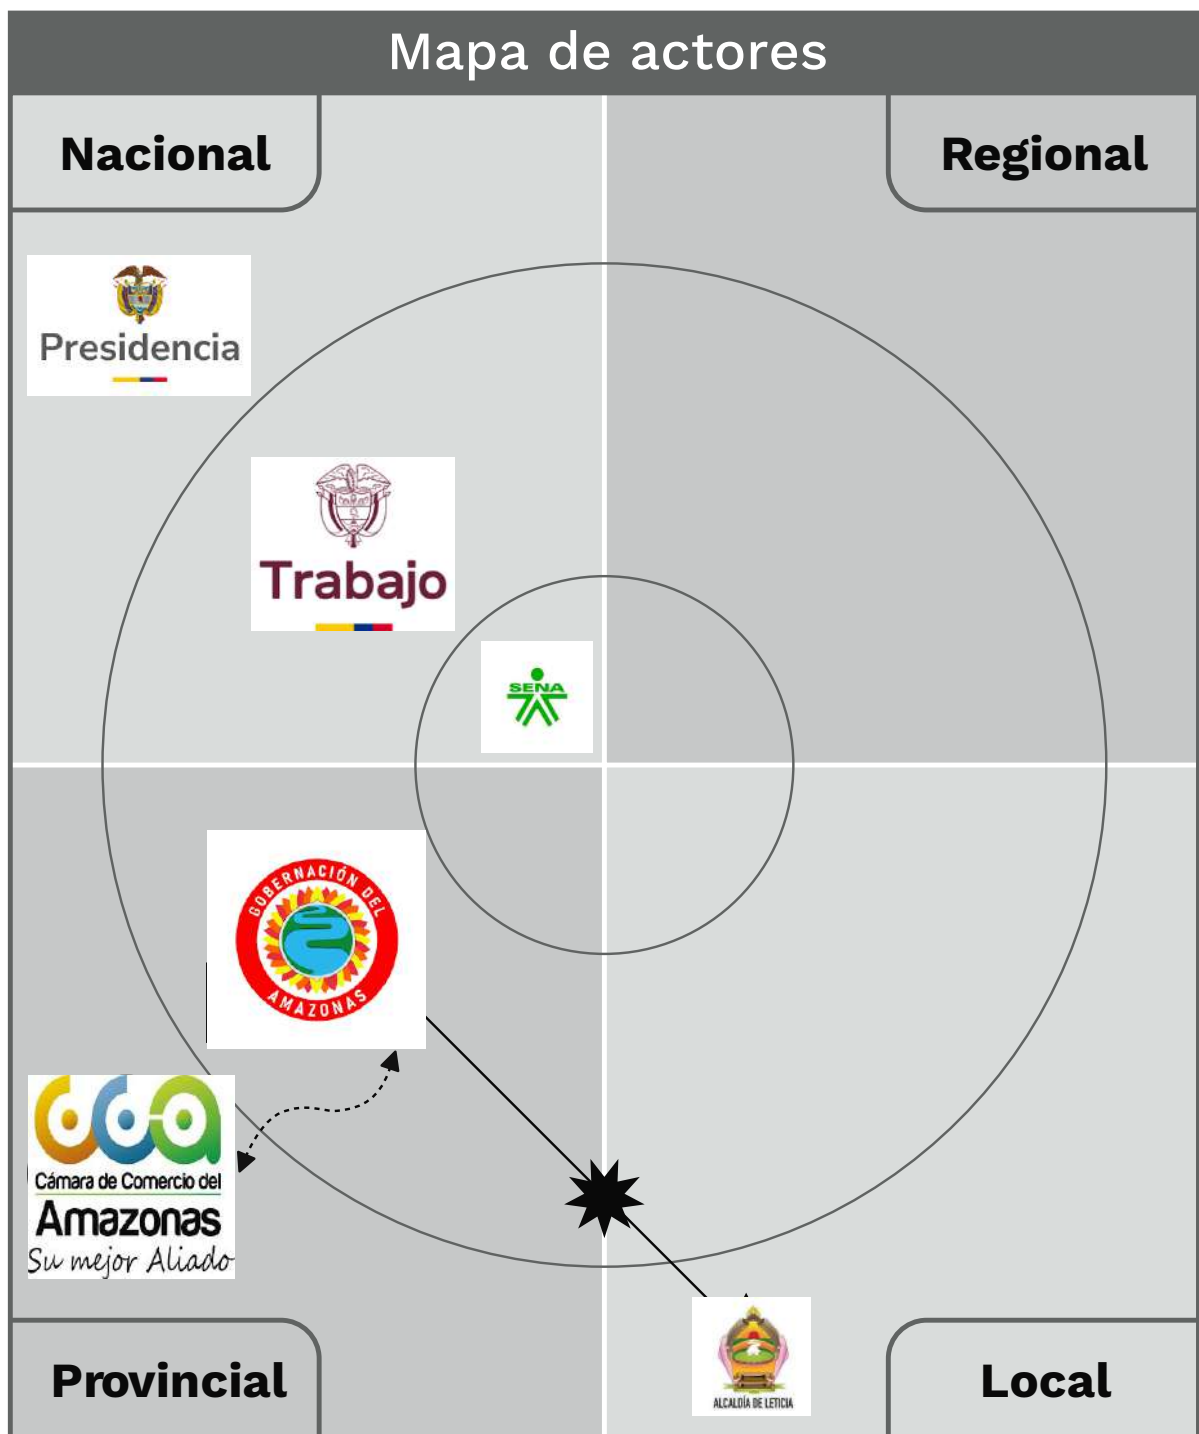 Mapa de actores
Nacional
Regional
Presidencia
Trabajo
SENA
GOBERNACIÓN DEL
AMAZONAS
Cámara de Comercio del
Amazonas
Su mejor Aliado
ALCALDÍA DE LETICIA
Provincial
Local